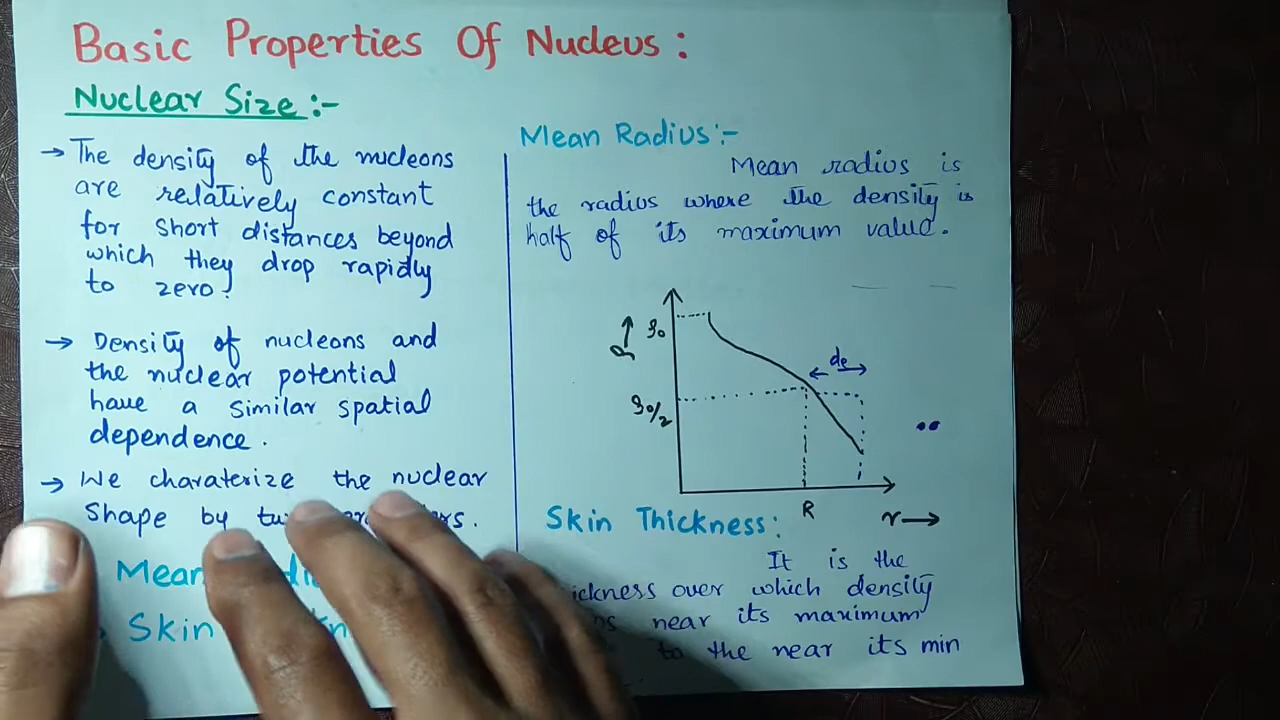 Basic Properties Of Nucleus :
Nuclear Size :-
→ The density of the nucleons
are relatively constant
for short distances beyond
which they drop rapidly
to zero.
→ Density of nucleons and
the nuclear potential
have a similar spatial
dependence.
→ We charaterize the nuclear
Shape by
Mean
Skin
Mean Radius :-
Mean radius is
the radius where the density is
half of its maximum value.
ρ₀
ρ
ρ₀/2
R
r →
Skin Thickness :
It is the
over which density
near its maximum
to the near its min